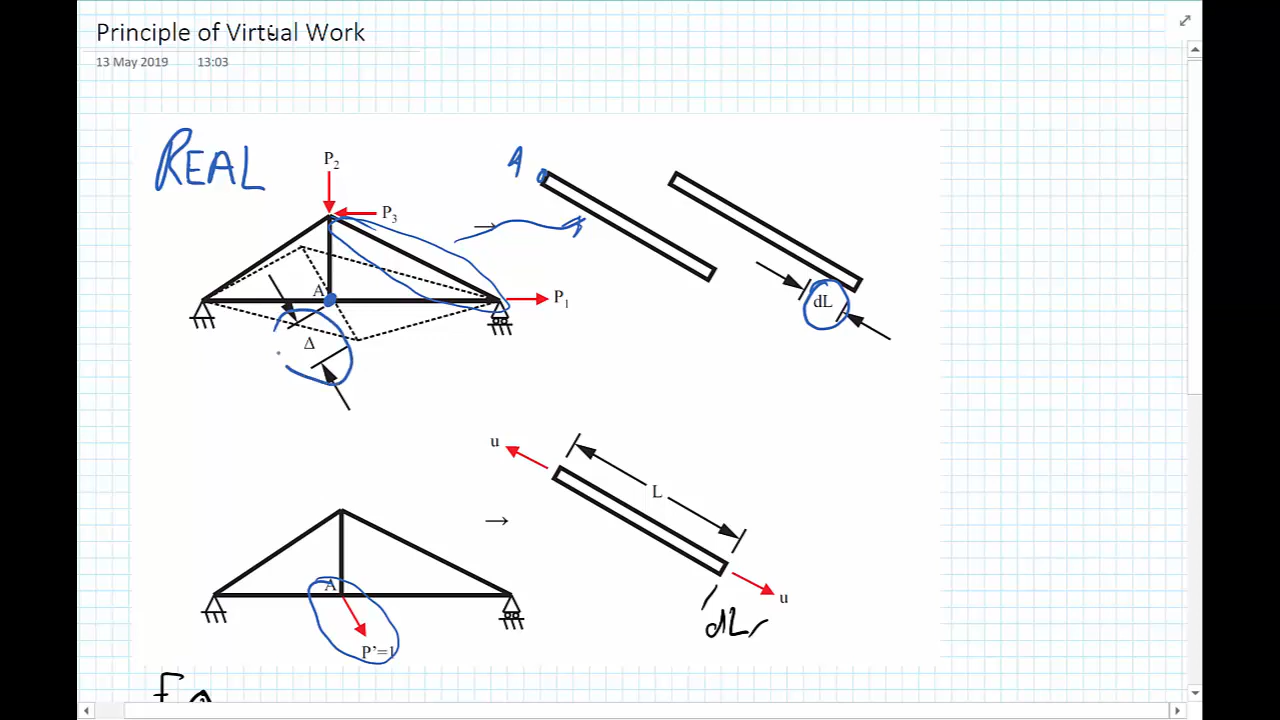 Principle of Virtual Work
13 May 2019 13:03
REAL
P2
P3
A
P1
Δ
A
dL
u
L
u
A
P'=1
dL